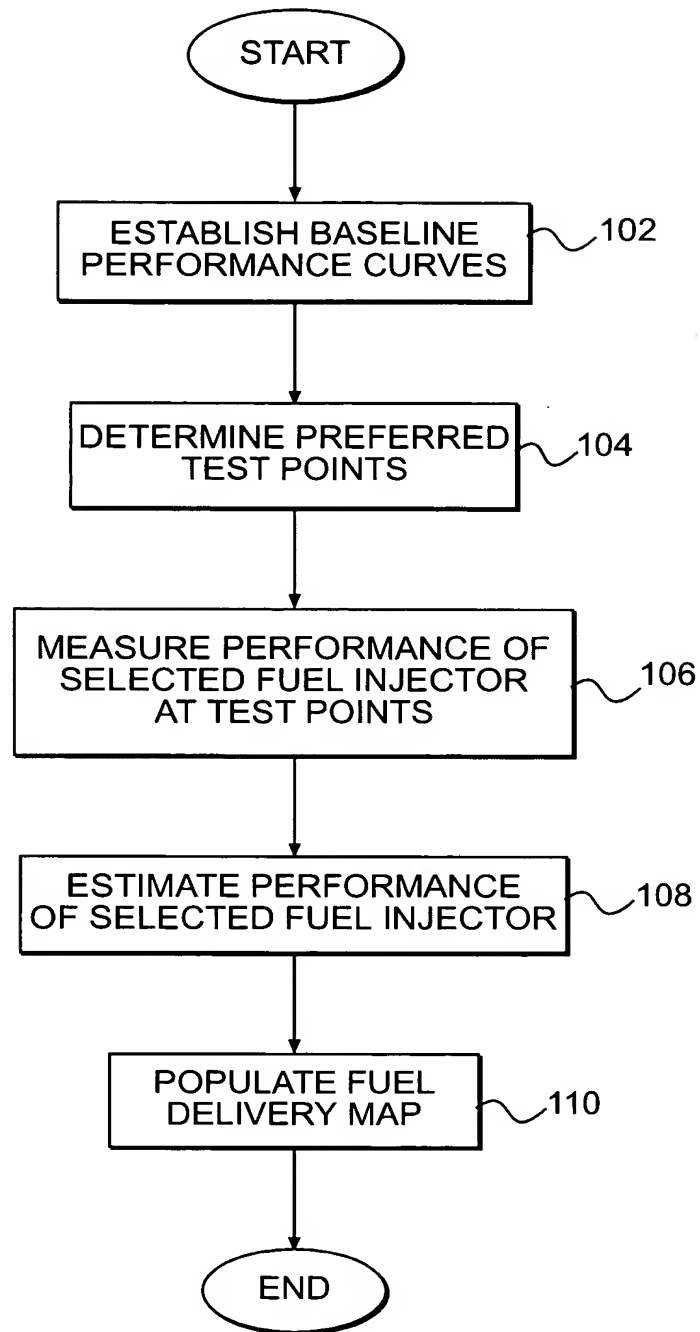 START
ESTABLISH BASELINE
PERFORMANCE CURVES
102
DETERMINE PREFERRED
TEST POINTS
104
MEASURE PERFORMANCE OF
SELECTED FUEL INJECTOR
AT TEST POINTS
106
ESTIMATE PERFORMANCE
OF SELECTED FUEL INJECTOR
108
POPULATE FUEL
DELIVERY MAP
110
END